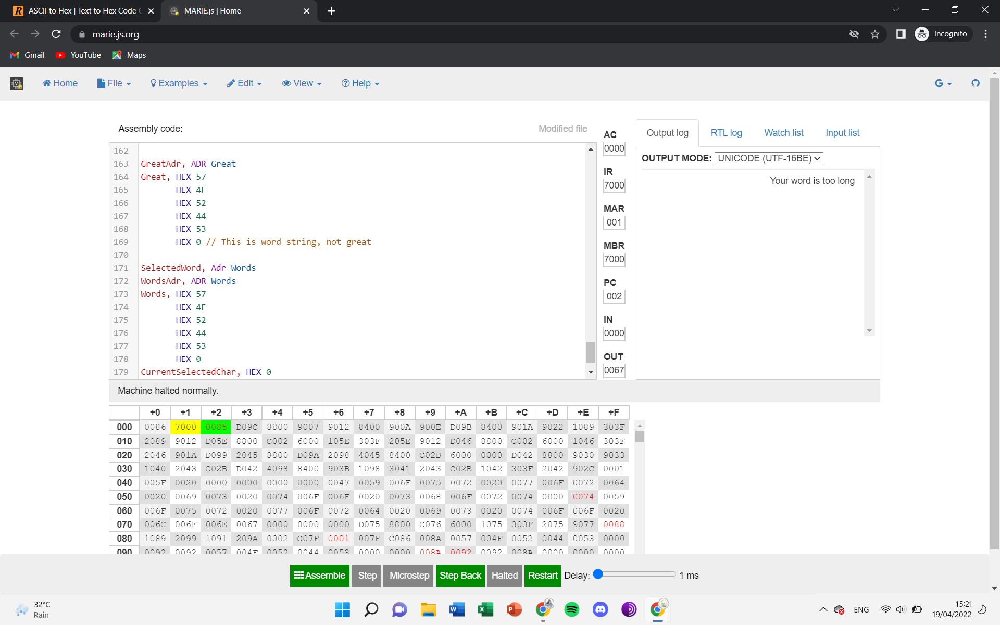 ASCII to Hex | Text to Hex Code C
MARIE.js | Home
marie.js.org
Incognito
Gmail
YouTube
Maps
Home
File
Examples
Edit
View
Help
Assembly code:
Modified file
162
163 GreatAdr, ADR Great
164 Great, HEX 57
165 HEX 4F
166 HEX 52
167 HEX 44
168 HEX 53
169 HEX 0 // This is word string, not great
170
171 SelectedWord, Adr Words
172 WordsAdr, ADR Words
173 Words, HEX 57
174 HEX 4F
175 HEX 52
176 HEX 44
177 HEX 53
178 HEX 0
179 CurrentSelectedChar, HEX 0
AC
0000
IR
7000
MAR
001
MBR
7000
PC
002
IN
0000
OUT
0067
Output log
RTL log
Watch list
Input list
OUTPUT MODE: UNICODE (UTF-16BE)
Your word is too long
Machine halted normally.
+0 +1 +2 +3 +4 +5 +6 +7 +8 +9 +A +B +C +D +E +F
000 0086 7000 0085 D09C 8800 9007 9012 8400 900A 900E D09B 8400 901A 9022 1089 303F
010 2089 9012 D05E 8800 C002 6000 105E 303F 205E 9012 D046 8800 C002 6000 1046 303F
020 2046 901A D099 2045 8800 D09A 2098 4045 8400 C02B 6000 0000 D042 8800 9030 9033
030 1040 2043 C02B D042 4098 8400 903B 1098 3041 2043 C02B 1042 303F 2042 902C 0001
040 005F 0020 0000 0000 0000 0000 0047 0059 006F 0075 0072 0020 0077 006F 0072 0064
050 0020 0069 0073 0020 0074 006F 006F 0020 0073 0068 006F 0072 0074 0000 0074 0059
060 006F 0075 0072 0020 0077 006F 0072 0064 0020 0069 0073 0020 0074 006F 006F 0020
070 006C 006F 006E 0067 0000 0000 0000 D075 8800 C076 6000 1075 303F 2075 9077 0088
080 1089 2099 1091 209A 0002 C07F 0001 007F C086 008A 0057 004F 0052 0044 0053 0000
090 0092 0092 0057 004F 0052 0044 0053 0000 0000 008A 0092 0092 008A 0000 0000 0000
Assemble
Step
Microstep
Step Back
Halted
Restart
Delay:
1 ms
32°C
Rain
ENG
15:21
19/04/2022